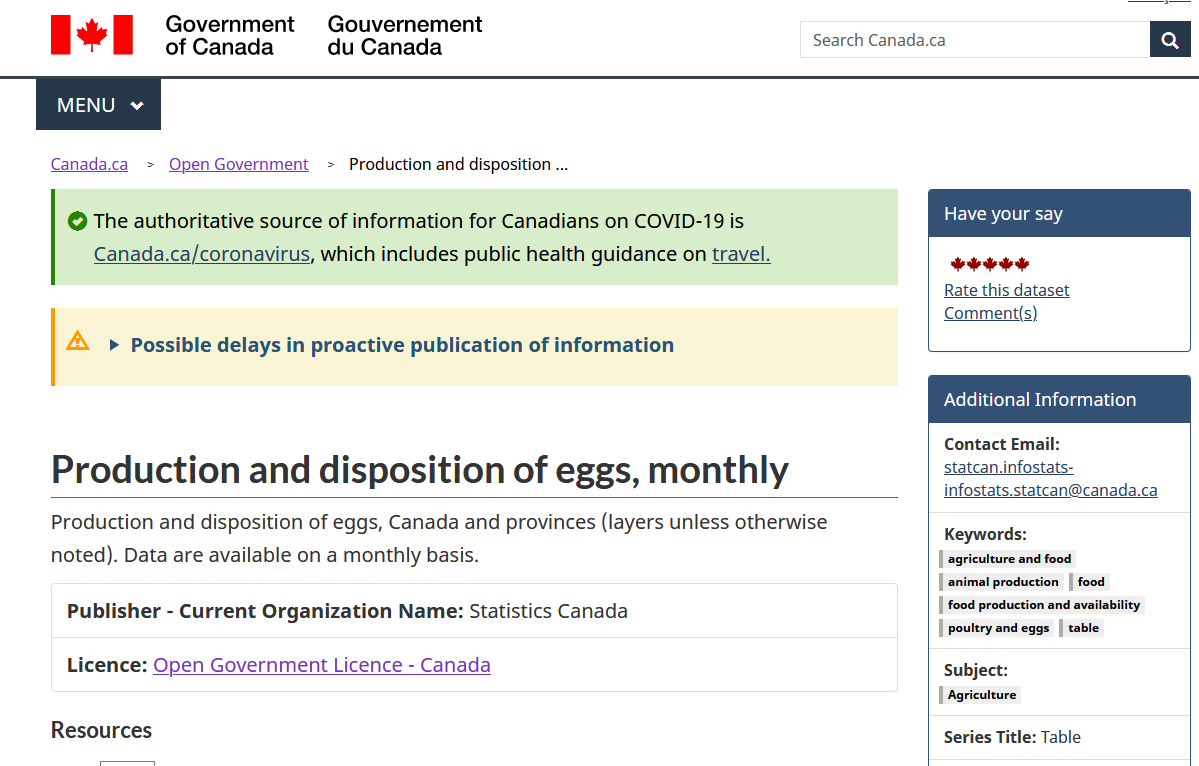 Government
of Canada
Gouvernement
du Canada
Search Canada.ca
MENU
Canada.ca > Open Government > Production and disposition ...
The authoritative source of information for Canadians on COVID-19 is
Canada.ca/coronavirus, which includes public health guidance on travel.
Possible delays in proactive publication of information
Production and disposition of eggs, monthly
Production and disposition of eggs, Canada and provinces (layers unless otherwise
noted). Data are available on a monthly basis.
Publisher - Current Organization Name: Statistics Canada
Licence: Open Government Licence - Canada
Resources
Have your say
Rate this dataset
Comment(s)
Additional Information
Contact Email:
statcan.infostats-
infostats.statcan@canada.ca
Keywords:
agriculture and food
animal production food
food production and availability
poultry and eggs table
Subject:
Agriculture
Series Title: Table